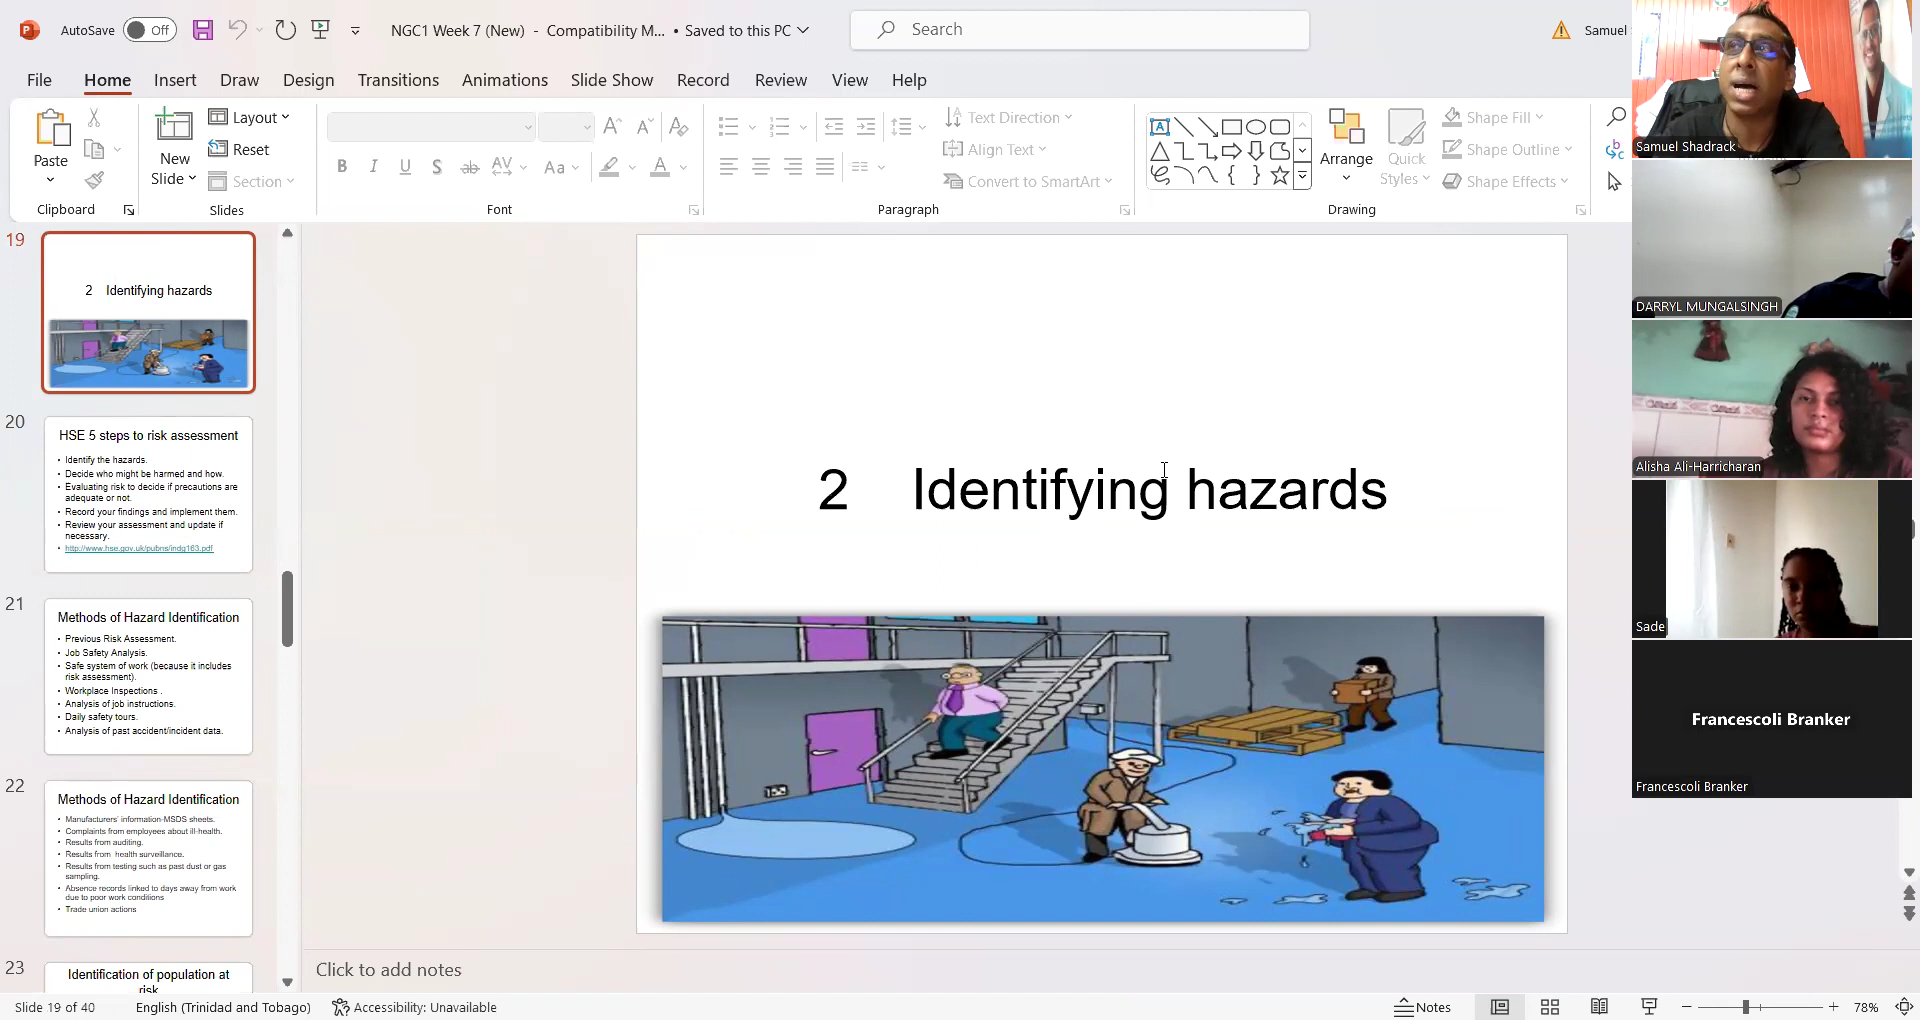 AutoSave Off
NGC1 Week 7 (New) - Compatibility M... • Saved to this PC
Search
Samuel
File Home Insert Draw Design Transitions Animations Slide Show Record Review View Help
Paste
New
Slide
Layout
Reset
Section
Text Direction
Align Text
Convert to SmartArt
Arrange
Quick
Styles
Shape Fill
Shape Outline
Shape Effects
Clipboard
Slides
Font
Paragraph
Drawing
19
2 Identifying hazards
20
HSE 5 steps to risk assessment
• Identify the hazards.
• Decide who might be harmed and how.
• Evaluating risk to decide if precautions are
adequate or not.
• Record your findings and implement them.
• Review your assessment and update if
necessary.
• http://www.hse.gov.uk/pubns/indg163.pdf
21
Methods of Hazard Identification
• Previous Risk Assessment.
• Job Safety Analysis.
• Safe system of work (because it includes
risk assessment).
• Workplace Inspections .
• Analysis of job instructions.
• Daily safety tours.
• Analysis of past accident/incident data.
22
Methods of Hazard Identification
• Manufacturers' information-MSDS sheets.
• Complaints from employees about ill-health.
• Results from auditing.
• Results from health surveillance.
• Results from testing such as past dust or gas
sampling.
• Absence records linked to days away from work
due to poor work conditions
• Trade union actions
23
Identification of population at
risk
2 Identifying hazards
Click to add notes
Slide 19 of 40
English (Trinidad and Tobago)
Accessibility: Unavailable
Notes
78%
Samuel Shadrack
DARRYL MUNGALSINGH
Alisha Ali-Harricharan
Sade
Francescoli Branker
Francescoli Branker